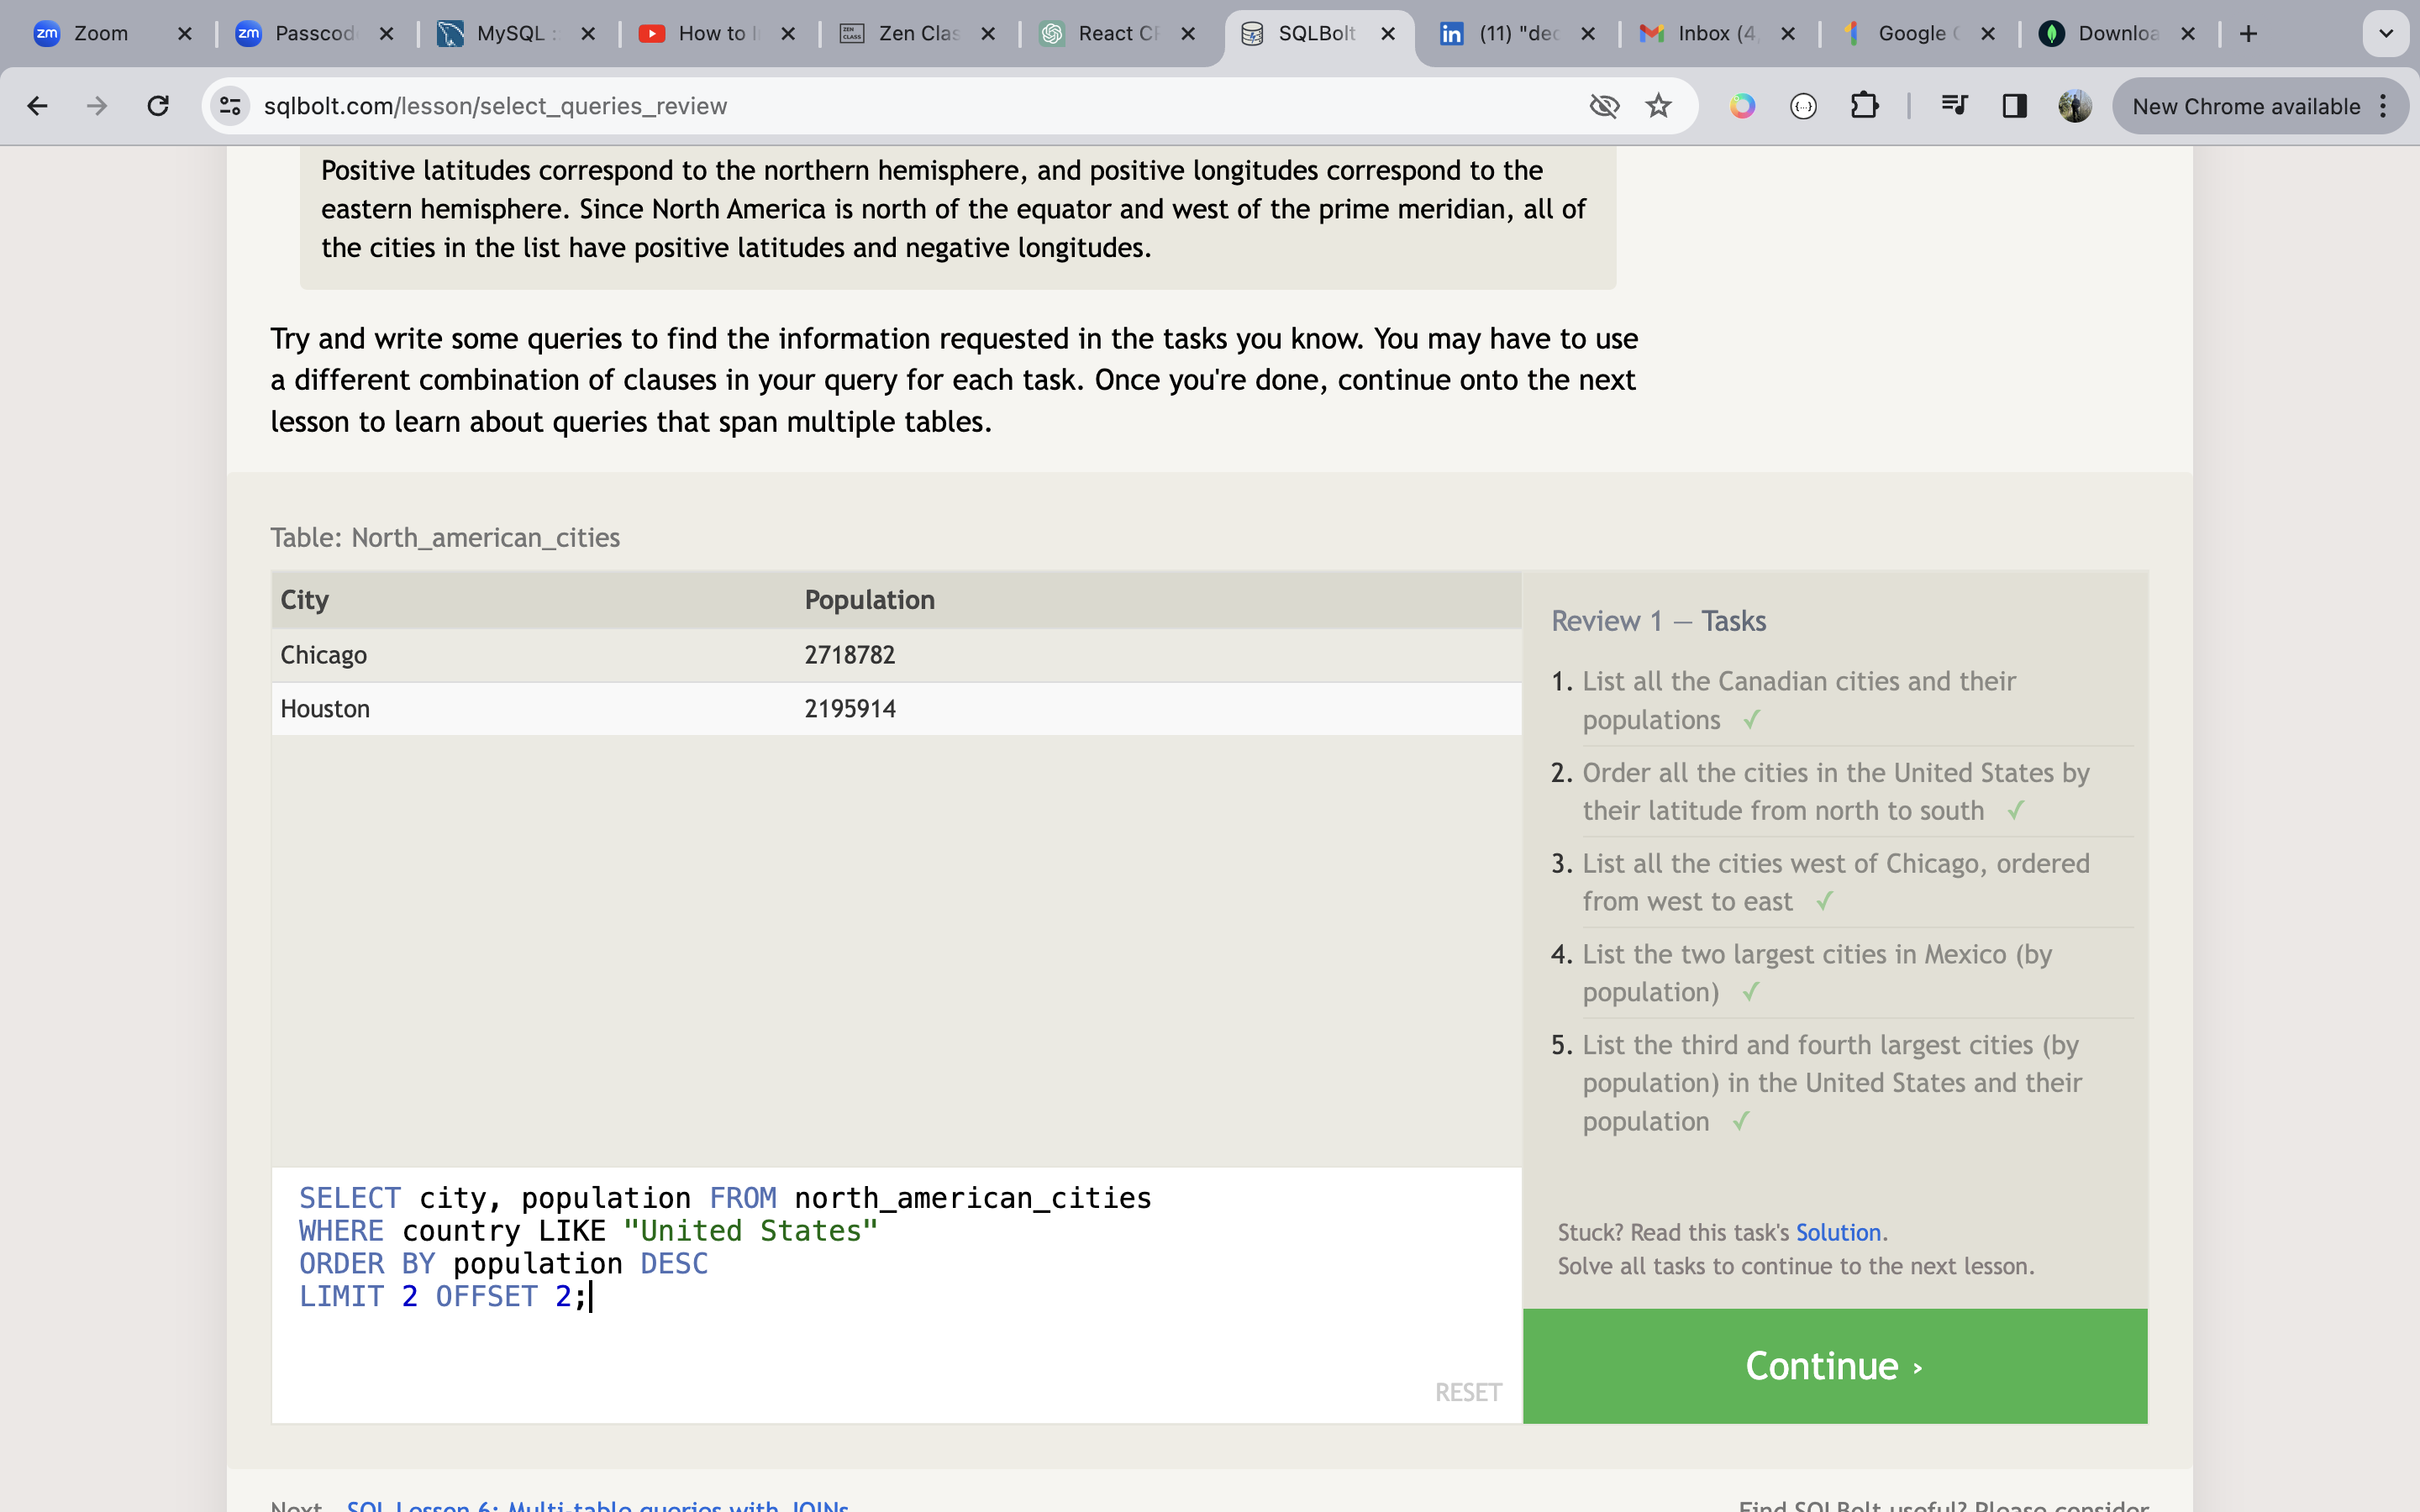 Zoom
Passcod
MySQL :
How to I
Zen Clas
React C
SQLBolt
(11) "dec
Inbox (4,
Google
Downloa
sqlbolt.com/lesson/select_queries_review
New Chrome available
Positive latitudes correspond to the northern hemisphere, and positive longitudes correspond to the
eastern hemisphere. Since North America is north of the equator and west of the prime meridian, all of
the cities in the list have positive latitudes and negative longitudes.
Try and write some queries to find the information requested in the tasks you know. You may have to use
a different combination of clauses in your query for each task. Once you're done, continue onto the next
lesson to learn about queries that span multiple tables.
Table: North_american_cities
City Population
Chicago 2718782
Houston 2195914
Review 1 — Tasks
1. List all the Canadian cities and their
populations ✓
2. Order all the cities in the United States by
their latitude from north to south ✓
3. List all the cities west of Chicago, ordered
from west to east ✓
4. List the two largest cities in Mexico (by
population) ✓
5. List the third and fourth largest cities (by
population) in the United States and their
population ✓
SELECT city, population FROM north_american_cities
WHERE country LIKE "United States"
ORDER BY population DESC
LIMIT 2 OFFSET 2;
RESET
Stuck? Read this task's Solution.
Solve all tasks to continue to the next lesson.
Continue ›
Next SQL Lesson 6: Multi-table queries with JOINs
Find SQLBolt useful? Please consider